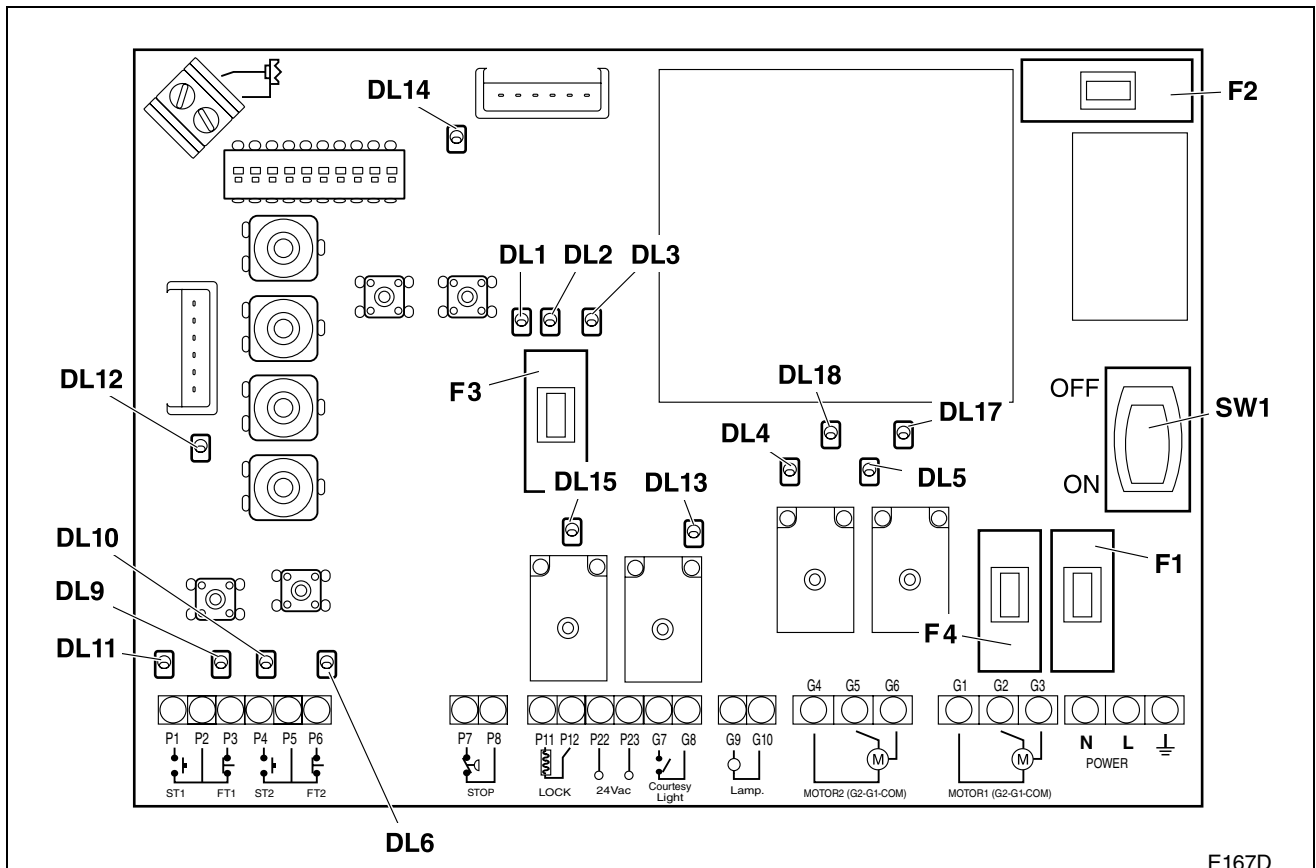 DL14
F2
DL1 DL2 DL3
DL12
F3
DL18
OFF
DL17
SW1
DL4
DL15 DL13
DL5
ON
DL10
F1
DL9
F4
DL11
G4 G5 G6 G1 G2 G3
P1 P2 P3 P4 P5 P6 P7 P8 P11 P12 P22 P23 G7 G8 G9 G10
N L
POWER
M M
ST1 FT1 ST2 FT2 STOP LOCK 24Vac Courtesy Light Lamp. MOTOR2 (G2-G1-COM) MOTOR1 (G2-G1-COM)
DL6
E167D